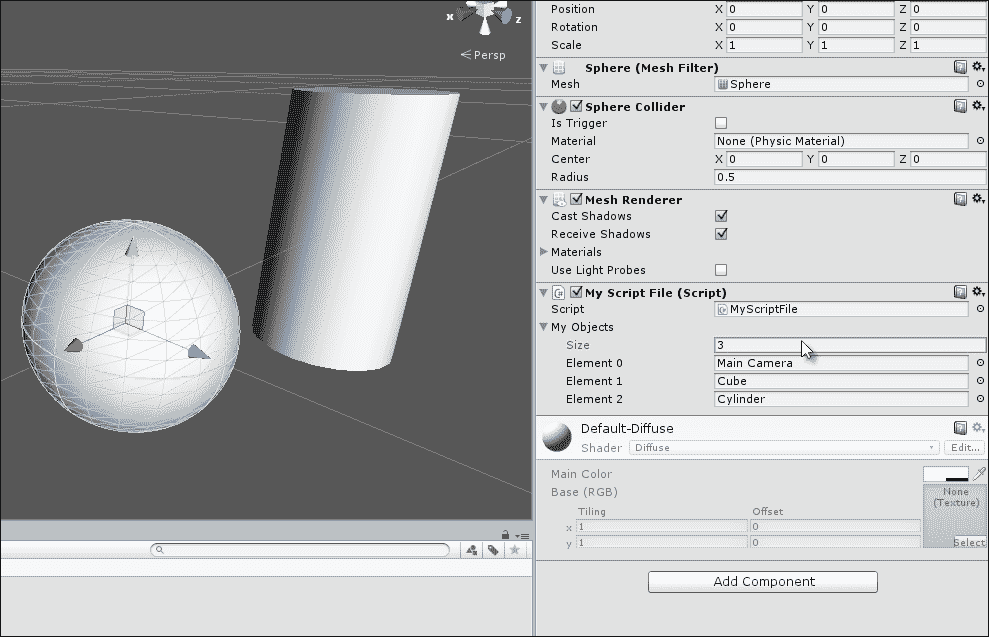 x
z
Persp
Position X 0 Y 0 Z 0
Rotation X 0 Y 0 Z 0
Scale X 1 Y 1 Z 1
Sphere (Mesh Filter)
Mesh Sphere
Sphere Collider
Is Trigger
Material None (Physic Material)
Center X 0 Y 0 Z 0
Radius 0.5
Mesh Renderer
Cast Shadows
Receive Shadows
Materials
Use Light Probes
My Script File (Script)
Script MyScriptFile
My Objects
Size 3
Element 0 Main Camera
Element 1 Cube
Element 2 Cylinder
Default-Diffuse
Shader Diffuse Edit...
Main Color
Base (RGB) None
(Texture)
Tiling Offset
x 1 0
y 1 0
Select
Add Component